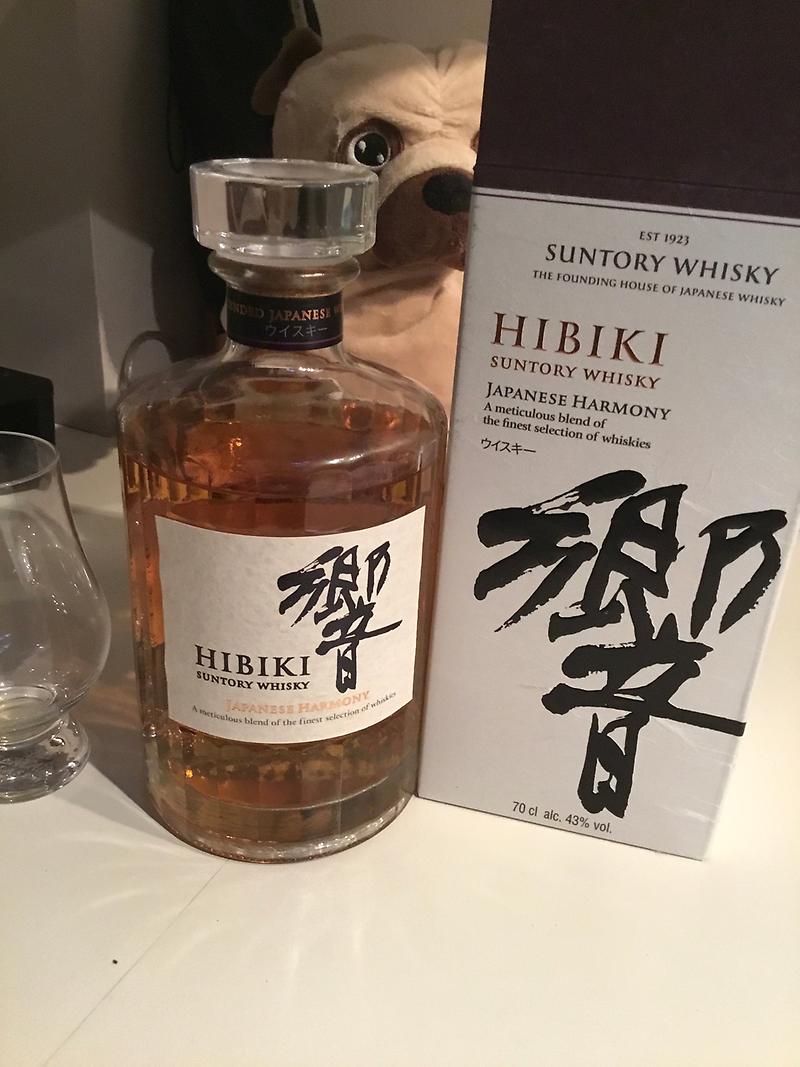 ENDED JAPANESE W
ウイスキー
響
HIBIKI
SUNTORY WHISKY
JAPANESE HARMONY
A meticulous blend of the finest selection of whiskies
EST 1923
SUNTORY WHISKY
THE FOUNDING HOUSE OF JAPANESE WHISKY
HIBIKI
SUNTORY WHISKY
JAPANESE HARMONY
A meticulous blend of
the finest selection of whiskies
ウイスキー
響
70 cl alc. 43% vol.